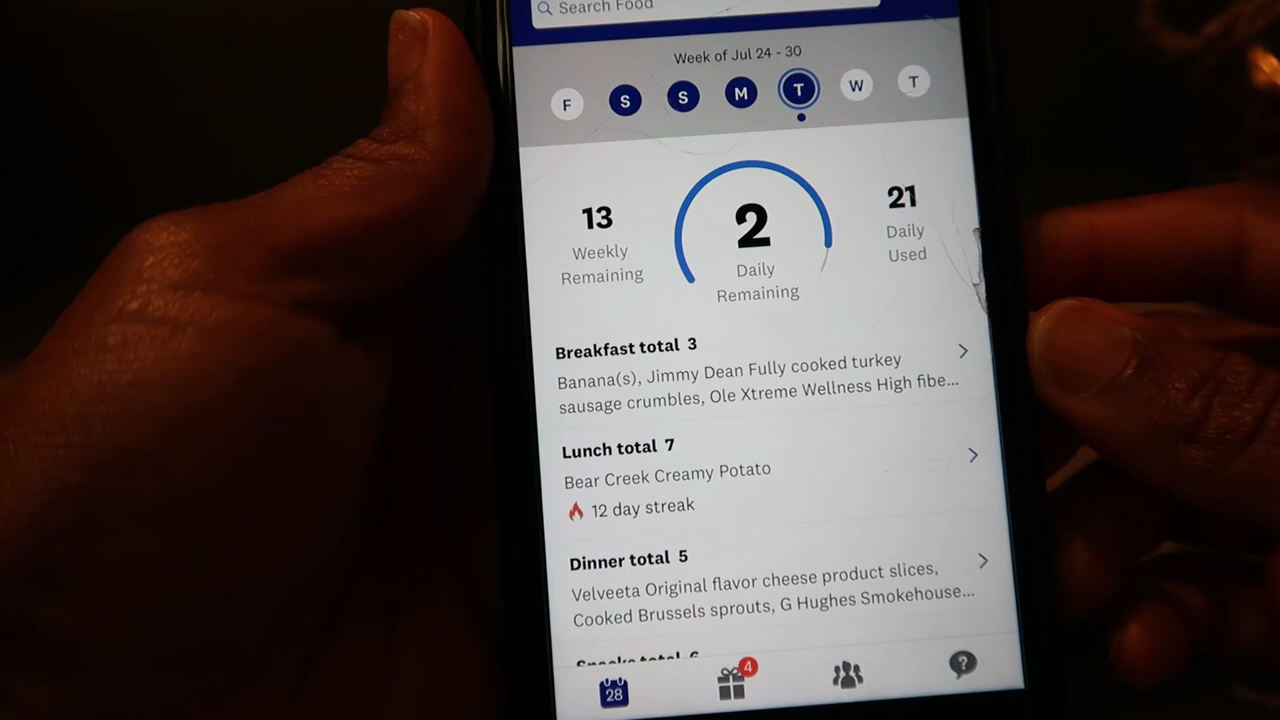 Search Food
Week of Jul 24 - 30
F S S M T W T
13
Weekly
Remaining
2
Daily
Remaining
21
Daily
Used
Breakfast total 3
Banana(s), Jimmy Dean Fully cooked turkey
sausage crumbles, Ole Xtreme Wellness High fibe...
Lunch total 7
Bear Creek Creamy Potato
12 day streak
Dinner total 5
Velveeta Original flavor cheese product slices,
Cooked Brussels sprouts, G Hughes Smokehouse...
Snacks total 6
28
4
?